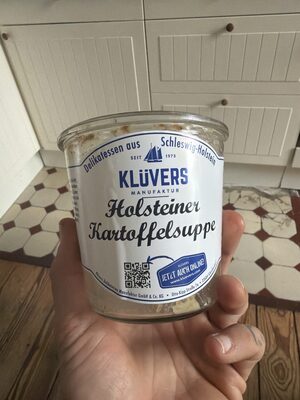 Delikatessen aus Schleswig-Holstein
SEIT 1975
KLÜVERS
MANUFAKTUR
Holsteiner
Kartoffelsuppe
JETZT AUCH ONLINE!